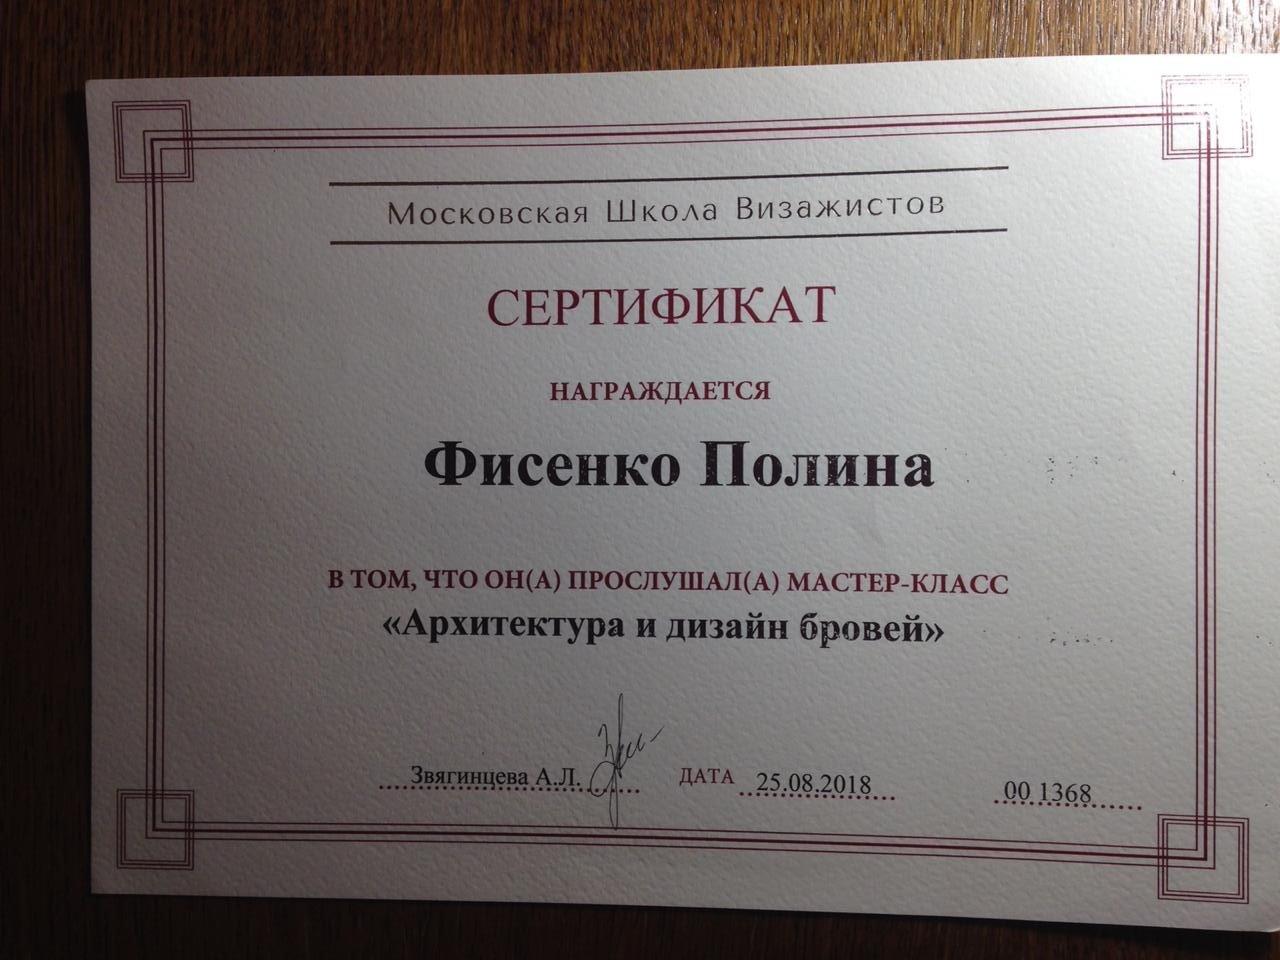 Московская Школа Визажистов
СЕРТИФИКАТ
НАГРАЖДАЕТСЯ
Фисенко Полина
В ТОМ, ЧТО ОН(А) ПРОСЛУШАЛ(А) МАСТЕР-КЛАСС
«Архитектура и дизайн бровей»
Звягинцева А.Л. ДАТА 25.08.2018 00 1368